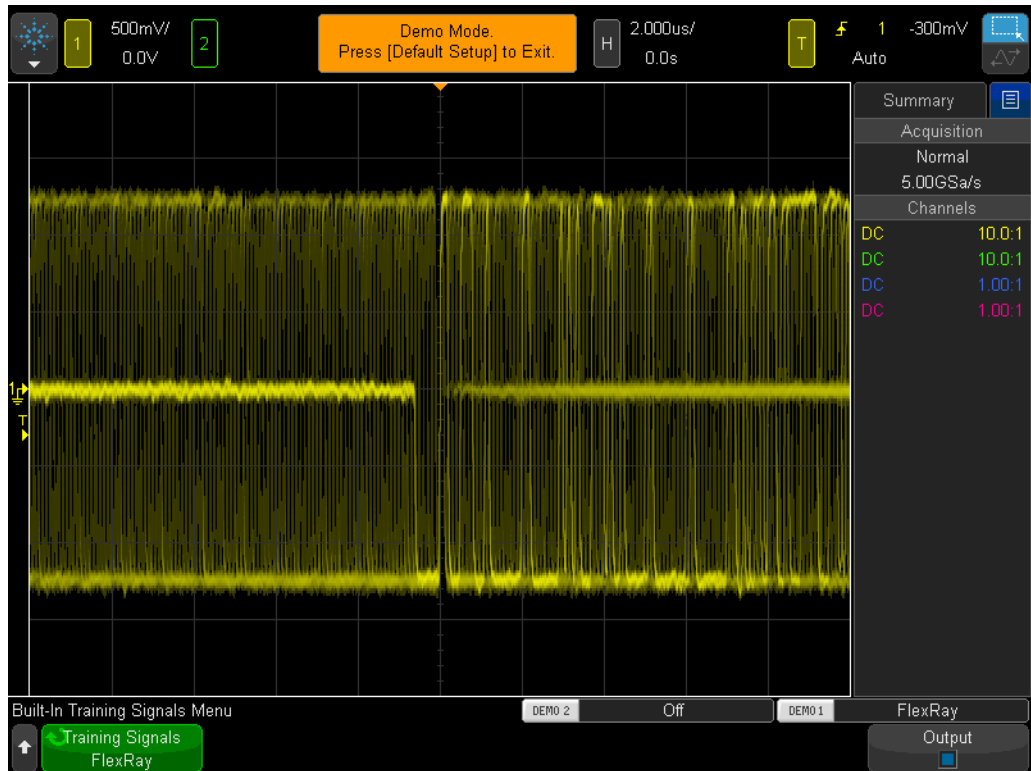 1
500mV/
0.0V
2
Demo Mode.
Press [Default Setup] to Exit.
H
2.000us/
0.0s
T
1
-300mV
Auto
Summary
Acquisition
Normal
5.00GSa/s
Channels
DC 10.0:1
DC 10.0:1
DC 1.00:1
DC 1.00:1
1
T
Built-In Training Signals Menu
DEMO 2
Off
DEMO 1
FlexRay
Training Signals
FlexRay
Output